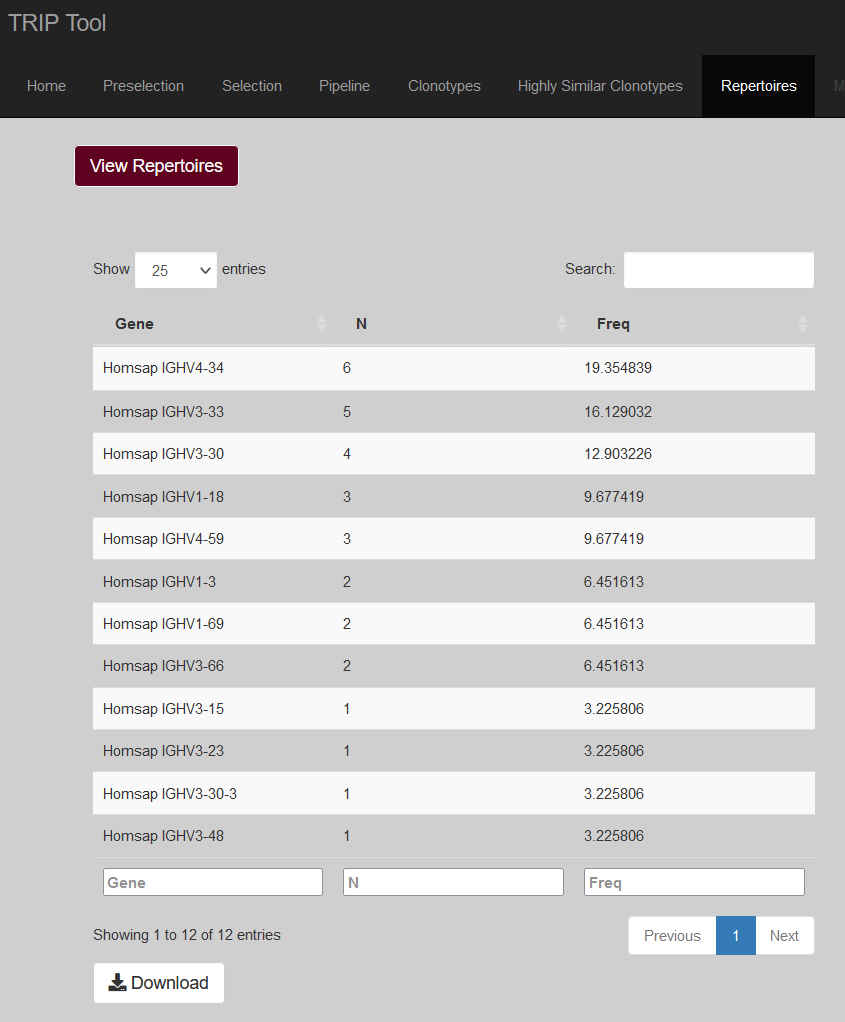 TRIP Tool
Home Preselection Selection Pipeline Clonotypes Highly Similar Clonotypes Repertoires M
View Repertoires
Show 25 entries Search:
Gene N Freq
Homsap IGHV4-34 6 19.354839
Homsap IGHV3-33 5 16.129032
Homsap IGHV3-30 4 12.903226
Homsap IGHV1-18 3 9.677419
Homsap IGHV4-59 3 9.677419
Homsap IGHV1-3 2 6.451613
Homsap IGHV1-69 2 6.451613
Homsap IGHV3-66 2 6.451613
Homsap IGHV3-15 1 3.225806
Homsap IGHV3-23 1 3.225806
Homsap IGHV3-30-3 1 3.225806
Homsap IGHV3-48 1 3.225806
Gene N Freq
Showing 1 to 12 of 12 entries Previous 1 Next
Download